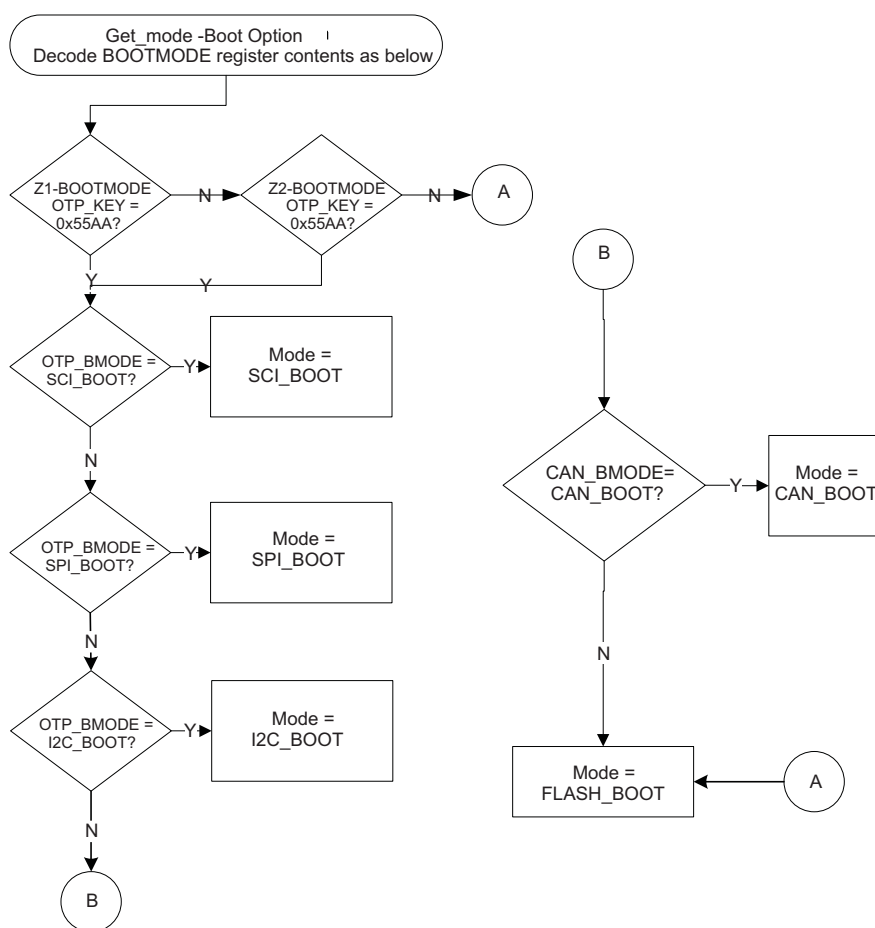 Get_mode -Boot Option
Decode BOOTMODE register contents as below
Z1-BOOTMODE
OTP_KEY =
0x55AA?
N
Z2-BOOTMODE
OTP_KEY =
0x55AA?
N
A
Y
Y
OTP_BMODE =
SCI_BOOT?
Y
Mode =
SCI_BOOT
N
OTP_BMODE =
SPI_BOOT?
Y
Mode =
SPI_BOOT
N
OTP_BMODE =
I2C_BOOT?
Y
Mode =
I2C_BOOT
N
B
B
CAN_BMODE=
CAN_BOOT?
Y
Mode =
CAN_BOOT
N
Mode =
FLASH_BOOT
A